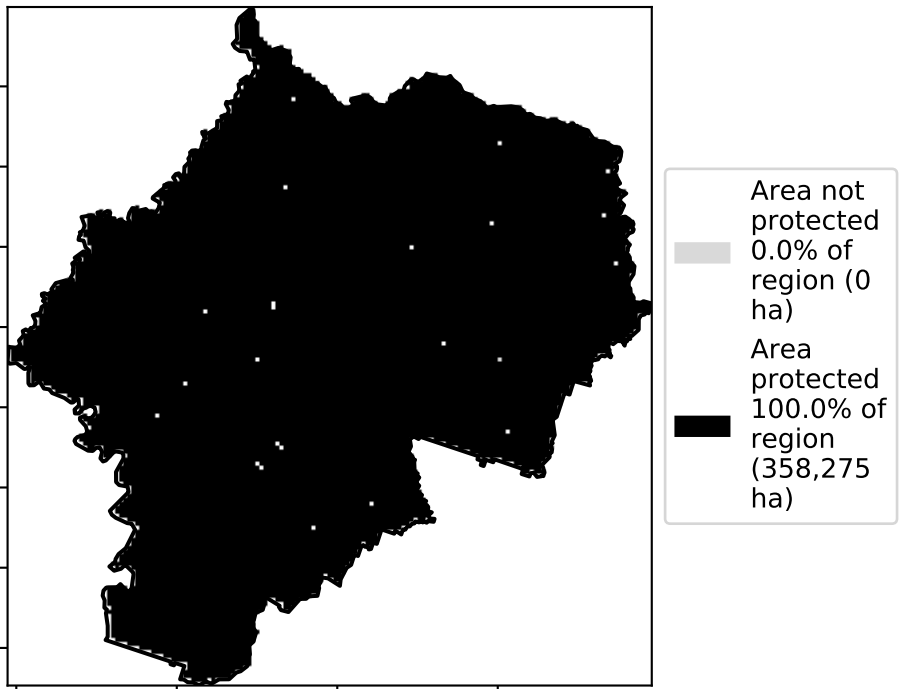 Area not
protected
0.0% of
region (0
ha)
Area
protected
100.0% of
region
(358,275
ha)